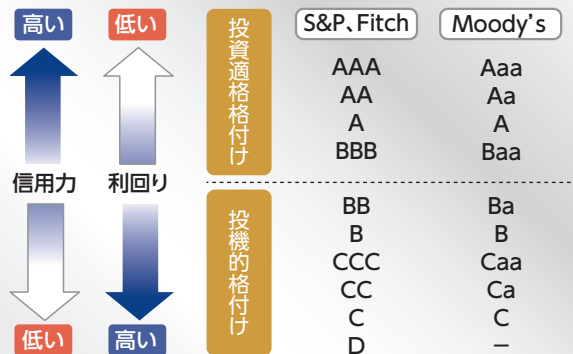 高い 低い
信用力 利回り
低い 高い
投資適格格付け
投機的格付け
S&P、Fitch Moody's
AAA Aaa
AA Aa
A A
BBB Baa
BB Ba
B B
CCC Caa
CC Ca
C C
D –